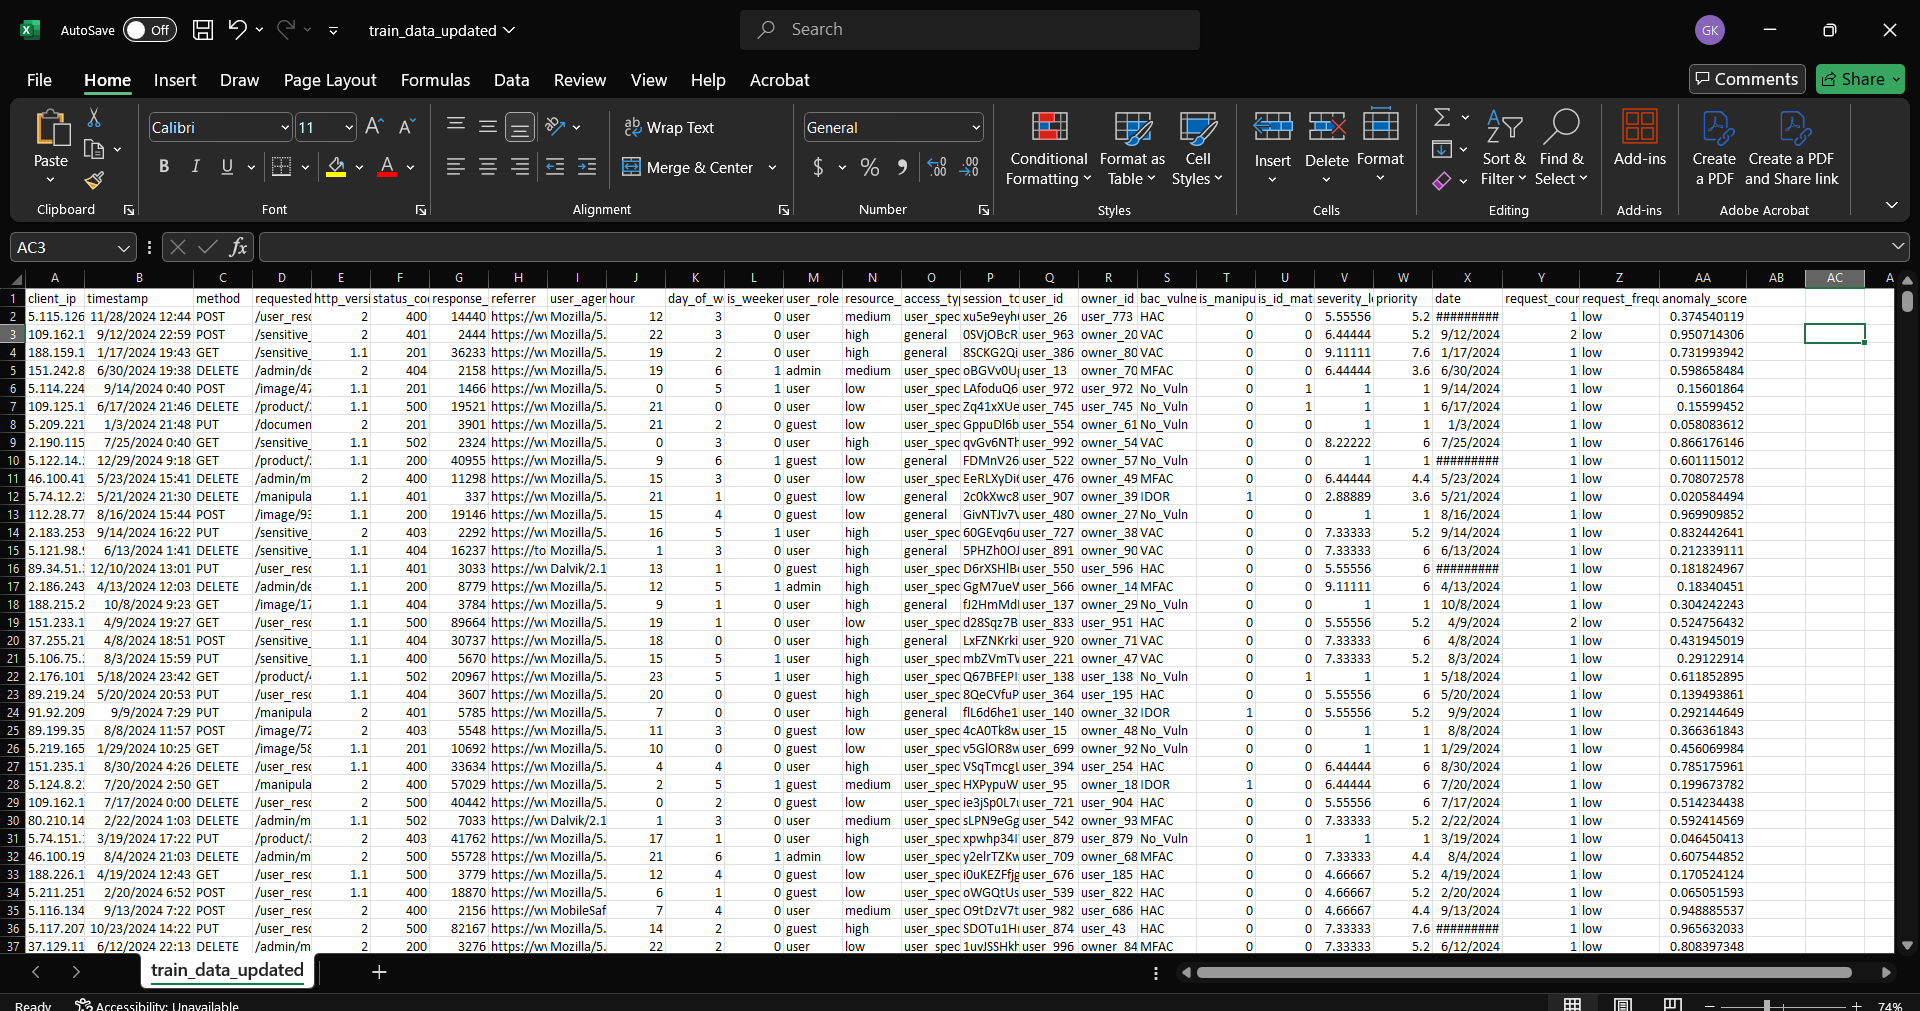 AutoSave Off train_data_updated Search GK
File Home Insert Draw Page Layout Formulas Data Review View Help Acrobat Comments Share
Paste Calibri 11 Wrap Text General Conditional Formatting Format as Table Cell Styles Insert Delete Format Sort & Filter Find & Select Add-ins Create a PDF Create a PDF and Share link
B I U A Merge & Center $ %
Clipboard Font Alignment Number Styles Cells Editing Add-ins Adobe Acrobat
AC3 fx
A B C D E F G H I J K L M N O P Q R S T U V W X Y Z AA AB AC A
1 client_ip timestamp method requested http_versi status_co response_ referrer user_ager hour day_of_w is_weeken user_role resource_ access_typ session_to user_id owner_id bac_vulne is_manipu is_id_mat severity_l priority date request_cour request_frequ anomaly_score
2 5.115.126 11/28/2024 12:44 POST /user_reso 2 400 14440 https://w Mozilla/5. 12 3 0 user medium user_spec xu5e9eyh user_26 user_773 HAC 0 0 5.55556 5.2 ######### 1 low 0.374540119
3 109.162.1 9/12/2024 22:59 POST /sensitive_ 2 401 2444 https://w Mozilla/5. 22 3 0 user high general 0SVjOBcR user_963 owner_20 VAC 0 0 6.44444 5.2 9/12/2024 2 low 0.950714306
4 188.159.1 1/17/2024 19:43 GET /sensitive_ 1.1 201 36233 https://w Mozilla/5. 19 2 0 user high general 8SCKG2Qi user_386 owner_80 VAC 0 0 9.11111 7.6 1/17/2024 1 low 0.731993942
5 151.242.8 6/30/2024 19:38 DELETE /admin/de 2 404 2158 https://w Mozilla/5. 19 6 1 admin medium user_spec oBGVv0U user_13 owner_70 MFAC 0 0 6.44444 3.6 6/30/2024 1 low 0.598658484
6 5.114.224 9/14/2024 0:40 POST /image/47 1.1 201 1466 https://w Mozilla/5. 0 5 1 user low user_spec LAfoduQ6 user_972 user_972 No_Vuln 0 1 1 1 9/14/2024 1 low 0.15601864
7 109.125.1 6/17/2024 21:46 DELETE /product/ 1.1 500 19521 https://w Mozilla/5. 21 0 0 user low user_spec Zq41xXUe user_745 user_745 No_Vuln 0 1 1 1 6/17/2024 1 low 0.15599452
8 5.209.221 1/3/2024 21:48 PUT /documen 2 201 3901 https://w Mozilla/5. 21 2 0 guest low user_spec GppuDl6b user_554 owner_61 No_Vuln 0 0 1 1 1/3/2024 1 low 0.058083612
9 2.190.115 7/25/2024 0:40 GET /sensitive_ 1.1 502 2324 https://w Mozilla/5. 0 3 0 user high user_spec qvGv6NTh user_992 owner_54 VAC 0 0 8.22222 6 7/25/2024 1 low 0.866176146
10 5.122.14. 12/29/2024 9:18 GET /product/ 1.1 200 40955 https://w Mozilla/5. 9 6 1 guest low general FDMnV26 user_522 owner_57 No_Vuln 0 0 1 1 ######### 1 low 0.601115012
11 46.100.41 5/23/2024 15:41 DELETE /admin/m 2 400 11298 https://w Mozilla/5. 15 3 0 user low user_spec EeRLXyDi user_476 owner_49 MFAC 0 0 6.44444 4.4 5/23/2024 1 low 0.708072578
12 5.74.12.2 5/21/2024 21:30 DELETE /manipula 1.1 401 337 https://w Mozilla/5. 21 1 0 guest low general 2c0kXwc8 user_907 owner_39 IDOR 1 0 2.88889 3.6 5/21/2024 1 low 0.020584494
13 112.28.77 8/16/2024 15:44 POST /image/93 1.1 200 19146 https://w Mozilla/5. 15 4 0 guest low general GivNTJv7V user_480 owner_27 No_Vuln 0 0 1 1 8/16/2024 1 low 0.969909852
14 2.183.253 9/14/2024 16:22 PUT /sensitive_ 2 403 2292 https://w Mozilla/5. 16 5 1 user high user_spec 60GEvq6u user_727 owner_38 VAC 0 0 7.33333 5.2 9/14/2024 1 low 0.832442641
15 5.121.98. 6/13/2024 1:41 DELETE /sensitive_ 1.1 404 16237 https://to Mozilla/5. 1 3 0 user high general 5PHZh0OJ user_891 owner_90 VAC 0 0 7.33333 6 6/13/2024 1 low 0.212339111
16 89.34.51. 12/10/2024 13:01 PUT /user_reso 1.1 401 3033 https://w Dalvik/2.1 13 1 0 guest high user_spec D6rXSHlB user_550 user_596 HAC 0 0 5.55556 6 ######### 1 low 0.181824967
17 2.186.243 4/13/2024 12:03 DELETE /admin/de 1.1 200 8779 https://w Mozilla/5. 12 5 1 admin high user_spec GgM7ueV user_566 owner_14 MFAC 0 0 9.11111 6 4/13/2024 1 low 0.18340451
18 188.215.2 10/8/2024 9:23 GET /image/17 1.1 404 3784 https://w Mozilla/5. 9 1 0 user high general fJ2HmMd user_137 owner_29 No_Vuln 0 0 1 1 10/8/2024 1 low 0.304242243
19 151.233.1 4/9/2024 19:27 GET /user_reso 1.1 500 89664 https://w Mozilla/5. 19 1 0 user low user_spec d28Sqz7B user_833 user_951 HAC 0 0 5.55556 5.2 4/9/2024 2 low 0.524756432
20 37.255.21 4/8/2024 18:51 POST /sensitive_ 1.1 404 30737 https://w Mozilla/5. 18 0 0 user high general LxFZNKrki user_920 owner_71 VAC 0 0 7.33333 6 4/8/2024 1 low 0.431945019
21 5.106.75. 8/3/2024 15:59 PUT /sensitive_ 1.1 400 5670 https://w Mozilla/5. 15 5 1 user high user_spec mbZVmTV user_221 owner_47 VAC 0 0 7.33333 5.2 8/3/2024 1 low 0.29122914
22 2.176.101 5/18/2024 23:42 GET /product/4 1.1 502 20967 https://w Mozilla/5. 23 5 1 user high user_spec Q67BFEPI user_138 user_138 No_Vuln 0 1 1 1 5/18/2024 1 low 0.611852895
23 89.219.24 5/20/2024 20:53 PUT /user_reso 1.1 404 3607 https://w Mozilla/5. 20 0 0 guest high user_spec 8QeCVfuP user_364 user_195 HAC 0 0 5.55556 6 5/20/2024 1 low 0.139493861
24 91.92.209 9/9/2024 7:29 PUT /manipula 2 401 5785 https://w Mozilla/5. 7 0 0 user high general flL6d6he1 user_140 owner_32 IDOR 1 0 5.55556 5.2 9/9/2024 1 low 0.292144649
25 89.199.35 8/8/2024 11:57 POST /image/72 2 403 5548 https://w Mozilla/5. 11 3 0 guest low user_spec 4cA0Tk8w user_15 owner_48 No_Vuln 0 0 1 1 8/8/2024 1 low 0.366361843
26 5.219.165 1/29/2024 10:25 GET /image/58 1.1 201 10692 https://w Mozilla/5. 10 0 0 guest low user_spec v5GlOR8w user_699 owner_92 No_Vuln 0 0 1 1 1/29/2024 1 low 0.456069984
27 151.235.1 8/30/2024 4:26 DELETE /user_reso 1.1 400 33634 https://w Mozilla/5. 4 4 0 guest low user_spec VSqTmcgL user_394 user_254 HAC 0 0 6.44444 6 8/30/2024 1 low 0.785175961
28 5.124.8.2 7/20/2024 2:50 GET /manipula 2 400 57029 https://w Mozilla/5. 2 5 1 guest medium user_spec HXPypuW user_95 owner_18 IDOR 1 0 6.44444 6 7/20/2024 1 low 0.199673782
29 109.162.1 7/17/2024 0:00 DELETE /user_reso 2 500 40442 https://w Mozilla/5. 0 2 0 guest low user_spec ie3jSp0L7 user_721 user_904 HAC 0 0 5.55556 6 7/17/2024 1 low 0.514234438
30 80.210.14 2/22/2024 1:03 DELETE /admin/m 1.1 502 7033 https://w Dalvik/2.1 1 3 0 user medium user_spec sLPN9eGg user_542 owner_93 MFAC 0 0 7.33333 5.2 2/22/2024 1 low 0.592414569
31 5.74.151. 3/19/2024 17:22 PUT /product/ 2 403 41762 https://w Mozilla/5. 17 1 0 user high user_spec xpwhp34I user_879 user_879 No_Vuln 0 1 1 1 3/19/2024 1 low 0.046450413
32 46.100.19 8/4/2024 21:03 DELETE /admin/m 2 500 55728 https://w Mozilla/5. 21 6 1 admin low user_spec y2elrTZKw user_709 owner_68 MFAC 0 0 7.33333 4.4 8/4/2024 1 low 0.607544852
33 188.226.1 4/19/2024 12:43 GET /user_reso 1.1 500 3779 https://w Mozilla/5. 12 4 0 guest low user_spec i0uKEZFfjg user_676 user_185 HAC 0 0 4.66667 5.2 4/19/2024 1 low 0.170524124
34 5.211.251 2/20/2024 6:52 POST /user_reso 1.1 400 18870 https://w Mozilla/5. 6 1 0 guest low user_spec oWGQtUs user_539 user_822 HAC 0 0 4.66667 5.2 2/20/2024 1 low 0.065051593
35 5.116.134 9/13/2024 7:22 POST /user_reso 2 400 2156 https://w MobileSaf 7 4 0 user medium user_spec O9tDzV7t user_982 user_686 HAC 0 0 4.66667 4.4 9/13/2024 1 low 0.948885537
36 5.117.207 10/23/2024 14:22 PUT /user_reso 2 500 82167 https://w Mozilla/5. 14 2 0 guest high user_spec SDOTu1H user_874 user_43 HAC 0 0 7.33333 7.6 ######### 1 low 0.965632033
37 37.129.11 6/12/2024 22:13 DELETE /admin/m 2 200 3276 https://w Mozilla/5. 22 2 0 user low user_spec 1uvJSSHkh user_996 owner_84 MFAC 0 0 7.33333 5.2 6/12/2024 1 low 0.808397348
train_data_updated
Ready Accessibility: Unavailable 74%